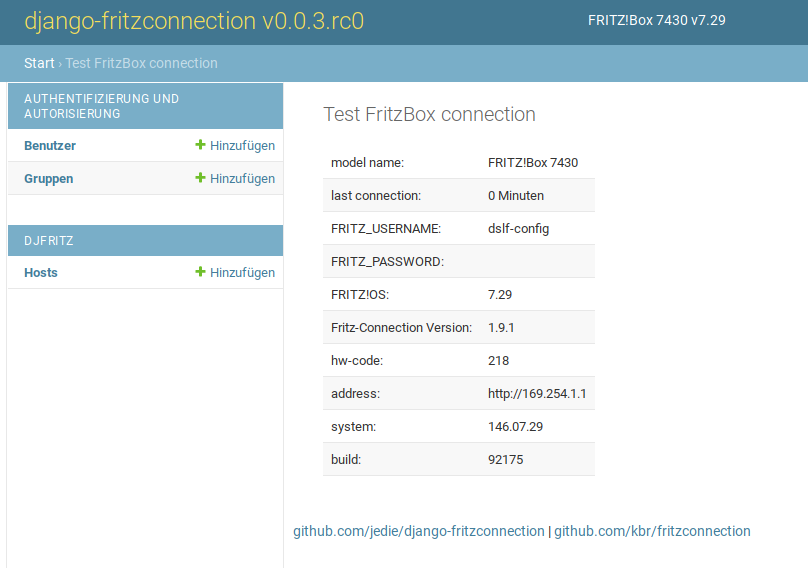 django-fritzconnection v0.0.3.rc0
FRITZ!Box 7430 v7.29
Start › Test FritzBox connection
AUTHENTIFIZIERUNG UND
AUTORISIERUNG
Benutzer Hinzufügen
Gruppen Hinzufügen
DJFRITZ
Hosts Hinzufügen
Test FritzBox connection
model name: FRITZ!Box 7430
last connection: 0 Minuten
FRITZ_USERNAME: dslf-config
FRITZ_PASSWORD:
FRITZ!OS: 7.29
Fritz-Connection Version: 1.9.1
hw-code: 218
address: http://169.254.1.1
system: 146.07.29
build: 92175
github.com/jedie/django-fritzconnection | github.com/kbr/fritzconnection